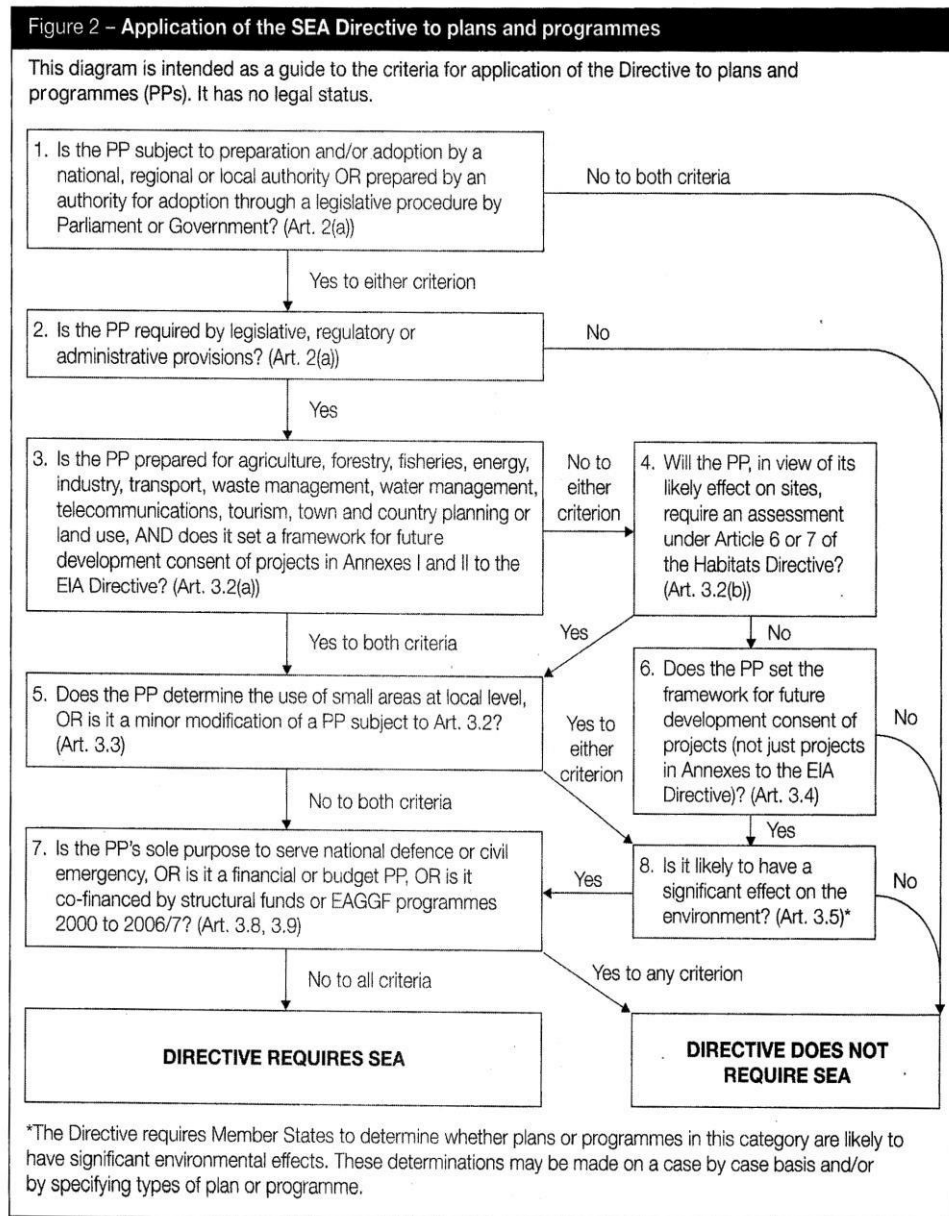 Figure 2 – Application of the SEA Directive to plans and programmes
This diagram is intended as a guide to the criteria for application of the Directive to plans and
programmes (PPs). It has no legal status.
1. Is the PP subject to preparation and/or adoption by a
national, regional or local authority OR prepared by an
authority for adoption through a legislative procedure by
Parliament or Government? (Art. 2(a))
No to both criteria
Yes to either criterion
2. Is the PP required by legislative, regulatory or
administrative provisions? (Art. 2(a))
No
Yes
3. Is the PP prepared for agriculture, forestry, fisheries, energy,
industry, transport, waste management, water management,
telecommunications, tourism, town and country planning or
land use, AND does it set a framework for future
development consent of projects in Annexes I and II to the
EIA Directive? (Art. 3.2(a))
No to
either
criterion
4. Will the PP, in view of its
likely effect on sites,
require an assessment
under Article 6 or 7 of
the Habitats Directive?
(Art. 3.2(b))
Yes to both criteria
Yes
No
5. Does the PP determine the use of small areas at local level,
OR is it a minor modification of a PP subject to Art. 3.2?
(Art. 3.3)
Yes to
either
criterion
6. Does the PP set the
framework for future
development consent of
projects (not just projects
in Annexes to the EIA
Directive)? (Art. 3.4)
No
No to both criteria
Yes
7. Is the PP's sole purpose to serve national defence or civil
emergency, OR is it a financial or budget PP, OR is it
co-financed by structural funds or EAGGF programmes
2000 to 2006/7? (Art. 3.8, 3.9)
Yes
8. Is it likely to have a
significant effect on the
environment? (Art. 3.5)*
No
No to all criteria
Yes to any criterion
DIRECTIVE REQUIRES SEA
DIRECTIVE DOES NOT
REQUIRE SEA
*The Directive requires Member States to determine whether plans or programmes in this category are likely to
have significant environmental effects. These determinations may be made on a case by case basis and/or
by specifying types of plan or programme.